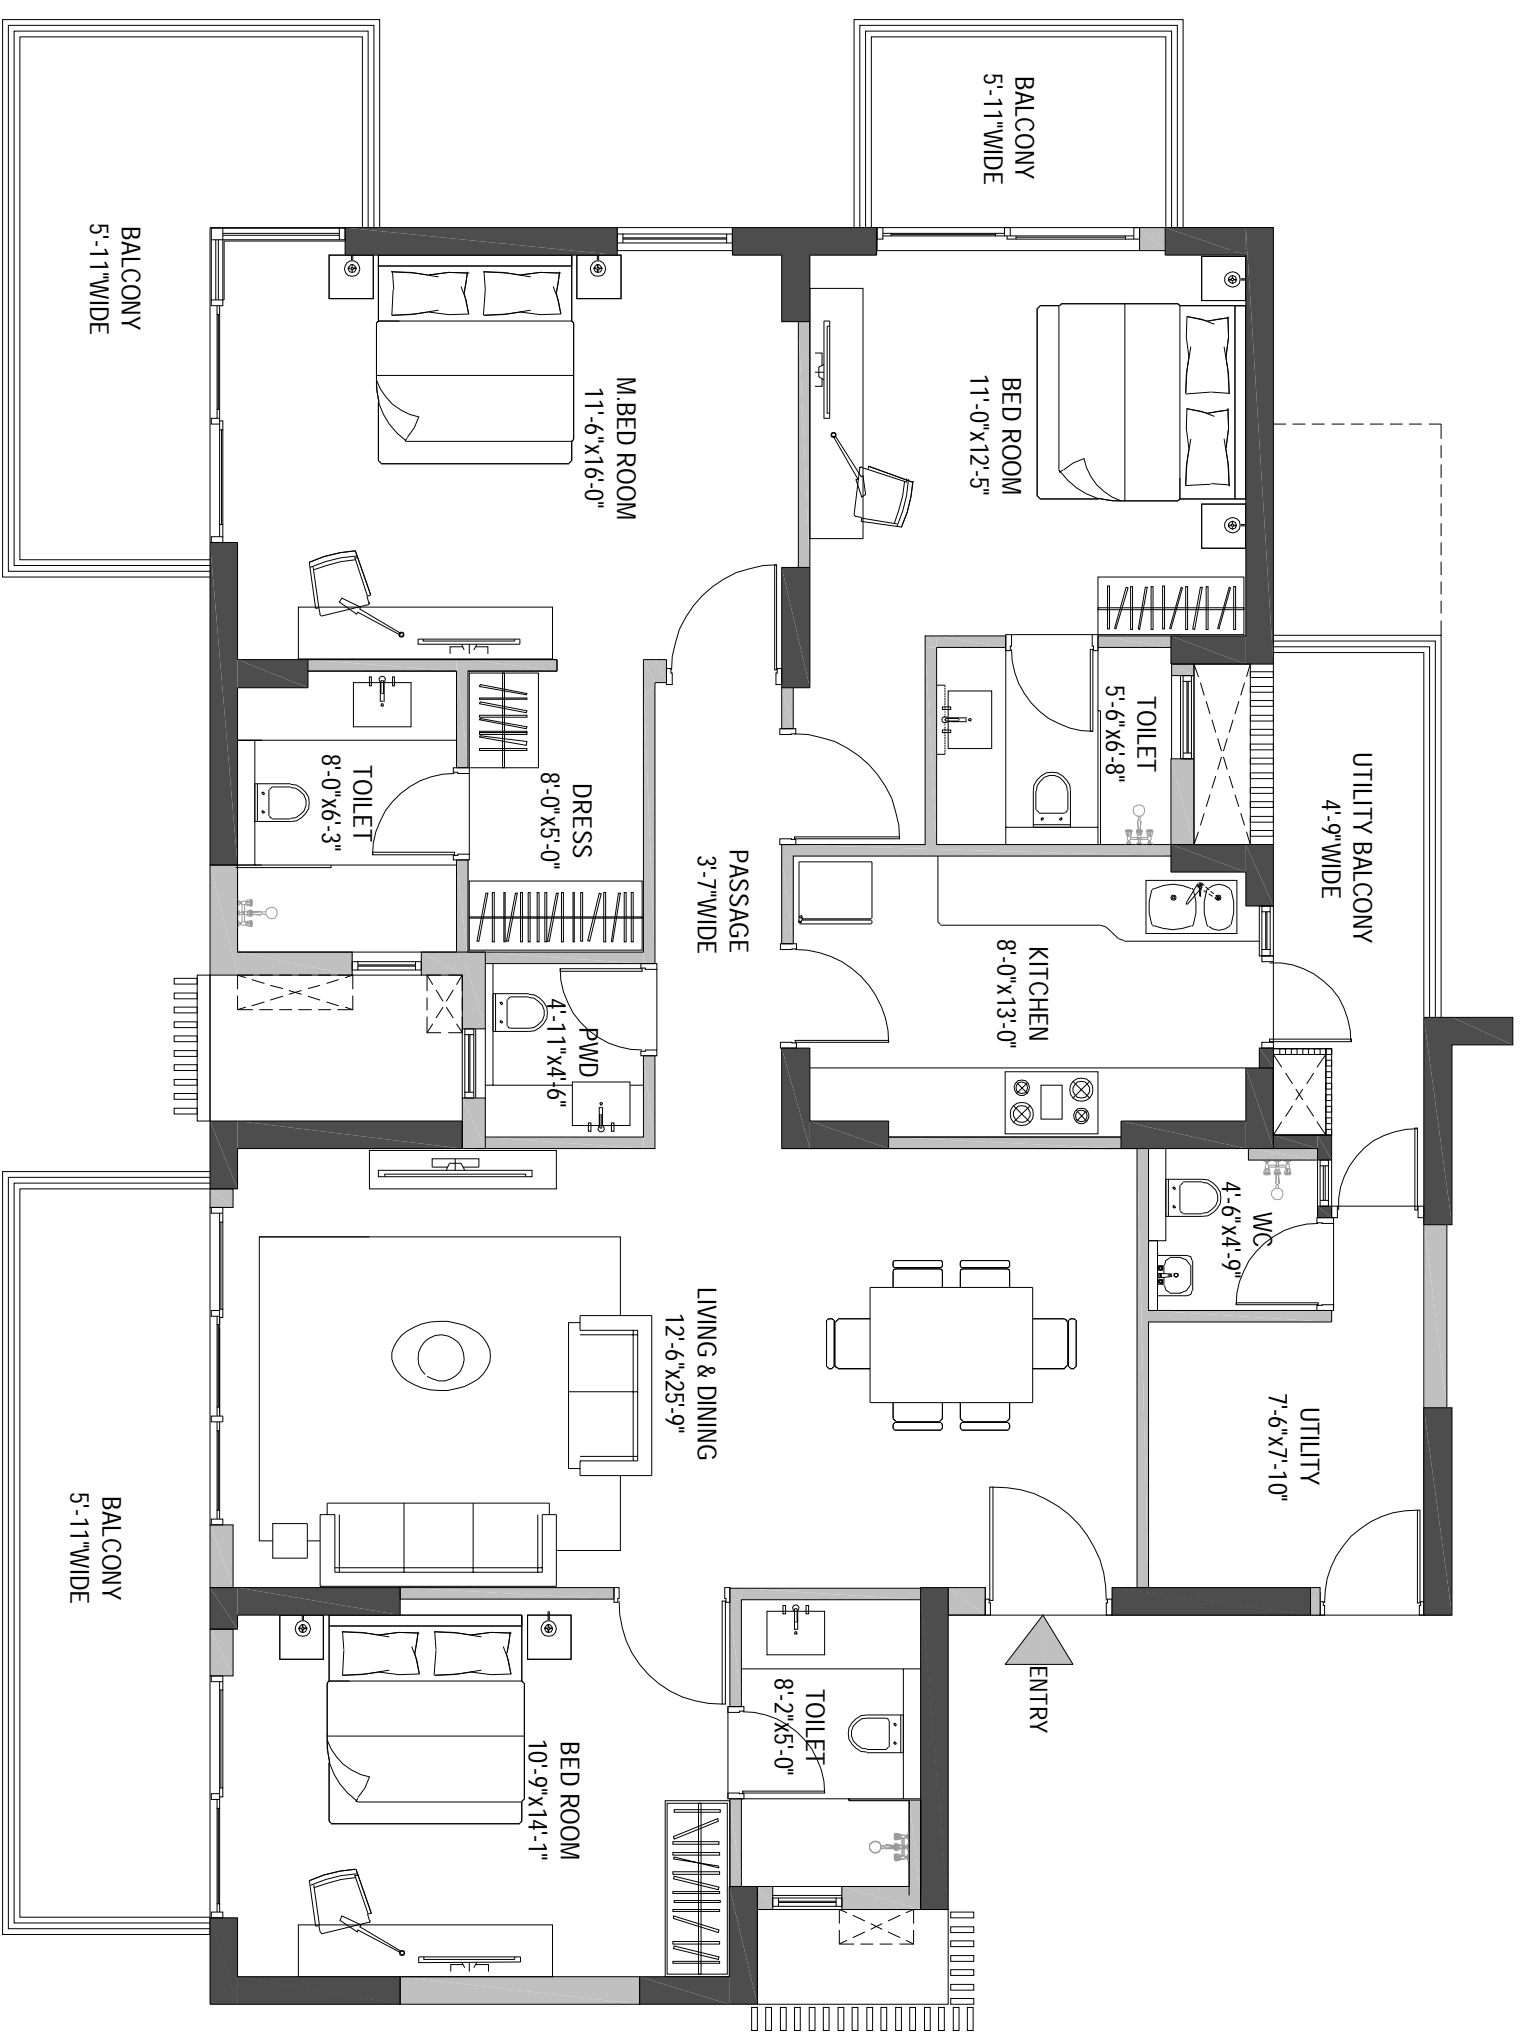 BALCONY
5'-11"WIDE
BALCONY
5'-11"WIDE
M.BED ROOM
11'-6"x16'-0"
BED ROOM
11'-0"x12'-5"
TOILET
5'-6"x6'-8"
UTILITY BALCONY
4'-9"WIDE
TOILET
8'-0"x6'-3"
DRESS
8'-0"x5'-0"
PASSAGE
3'-7"WIDE
KITCHEN
8'-0"x13'-0"
PWD
4'-11"x4'-6"
WC
4'-6"x4'-9"
LIVING & DINING
12'-6"x25'-9"
UTILITY
7'-6"x7'-10"
BALCONY
5'-11"WIDE
ENTRY
TOILET
8'-2"x5'-0"
BED ROOM
10'-9"x14'-1"